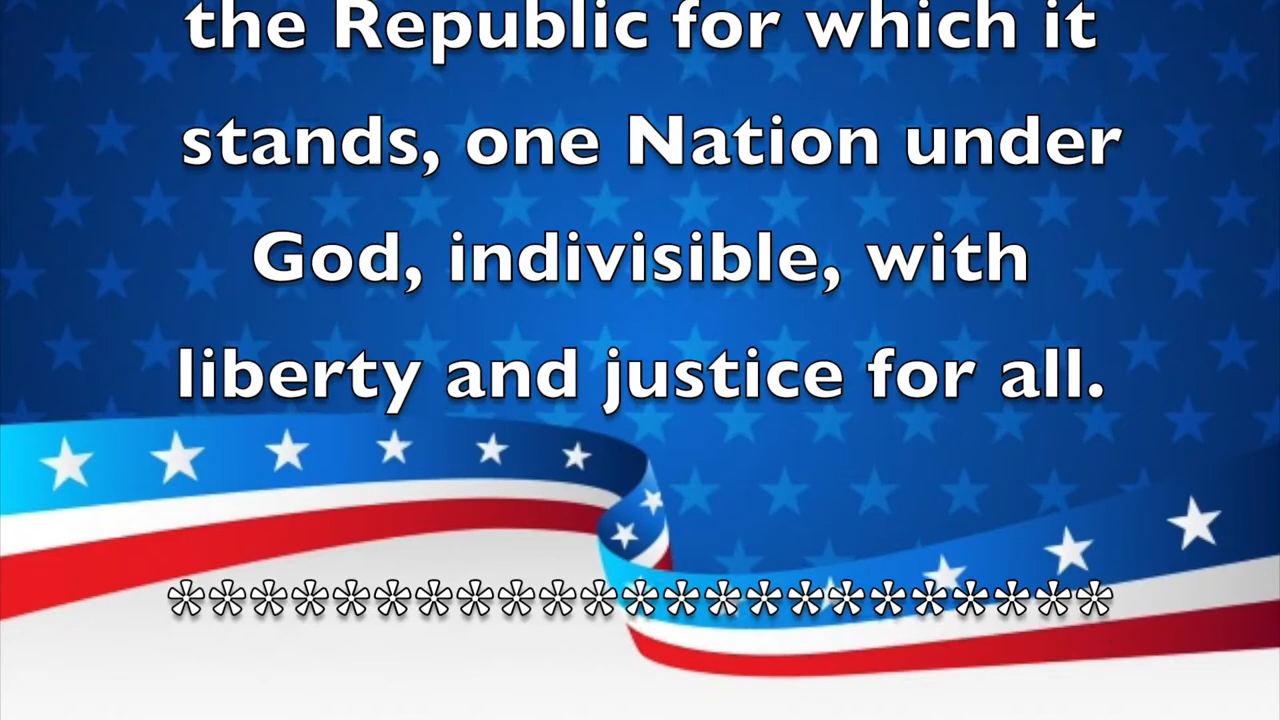 the Republic for which it
stands, one Nation under
God, indivisible, with
liberty and justice for all.
***********************